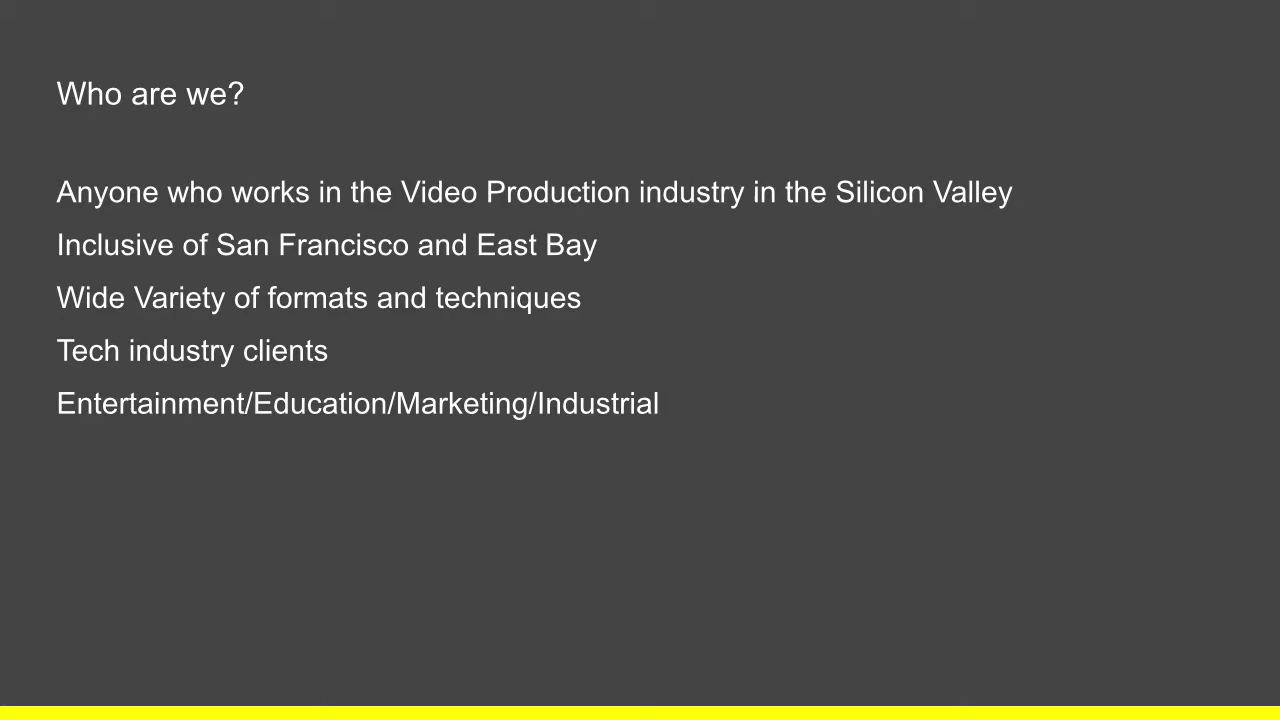 Who are we?
Anyone who works in the Video Production industry in the Silicon Valley
Inclusive of San Francisco and East Bay
Wide Variety of formats and techniques
Tech industry clients
Entertainment/Education/Marketing/Industrial